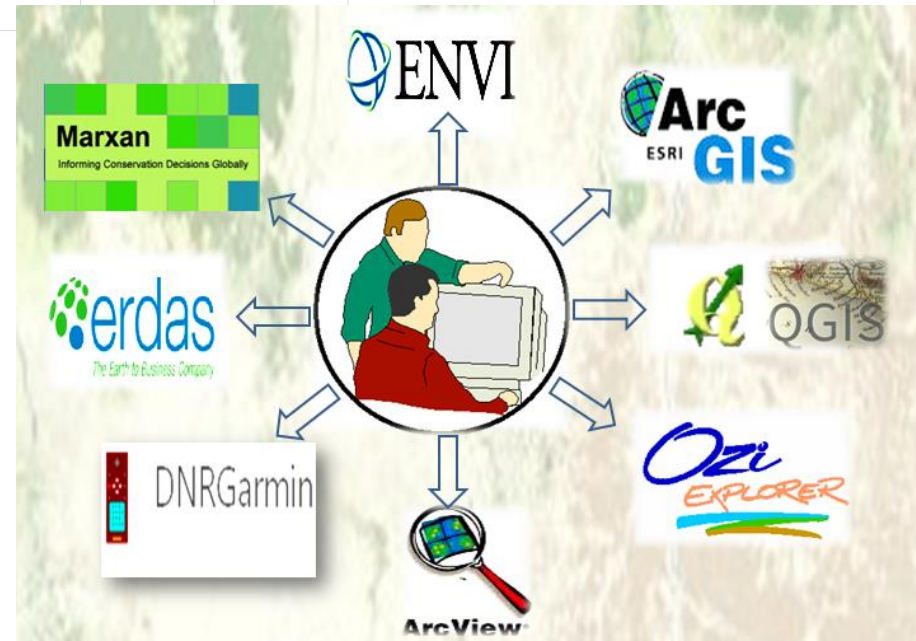 ENVI
Marxan
Informing Conservation Decisions Globally
Arc
ESRI
GIS
erdas
The Earth to Business Company
QGIS
DNRGarmin
Ozi
EXPLORER
ArcView